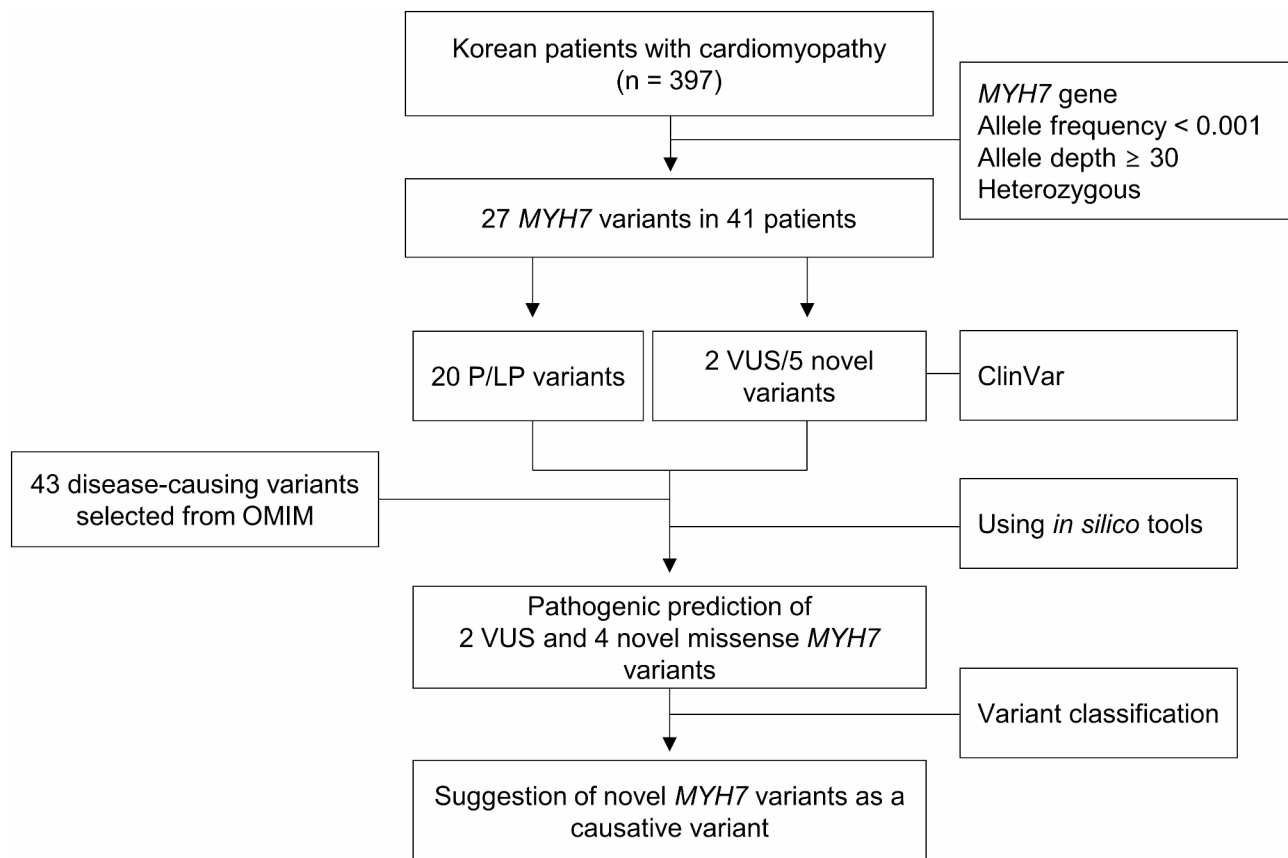 Korean patients with cardiomyopathy
(n = 397)
MYH7 gene
Allele frequency < 0.001
Allele depth ≥ 30
Heterozygous
27 MYH7 variants in 41 patients
20 P/LP variants
2 VUS/5 novel
variants
ClinVar
43 disease-causing variants
selected from OMIM
Using in silico tools
Pathogenic prediction of
2 VUS and 4 novel missense MYH7
variants
Variant classification
Suggestion of novel MYH7 variants as a
causative variant